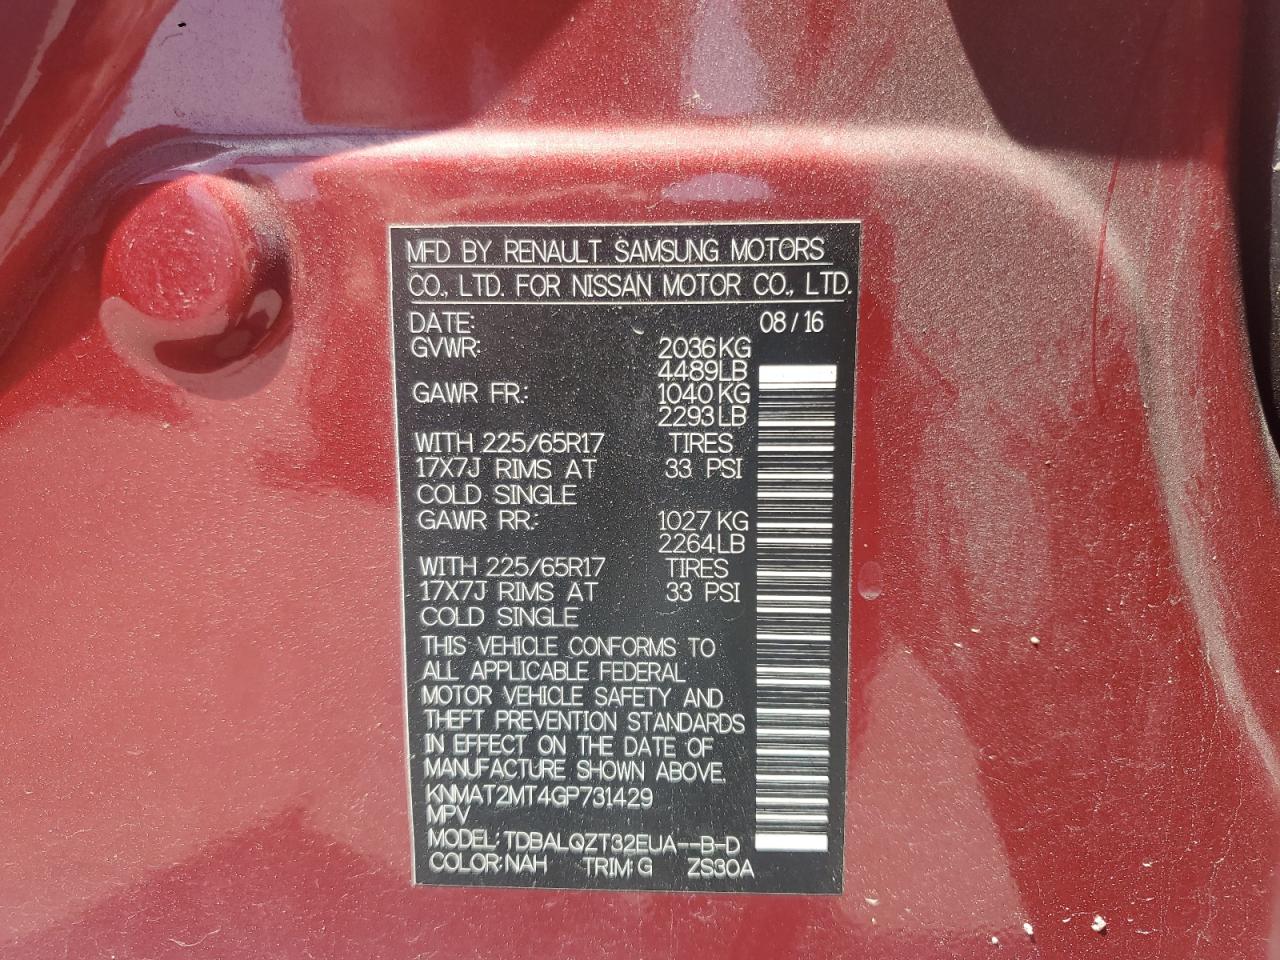 MFD BY RENAULT SAMSUNG MOTORS
CO., LTD. FOR NISSAN MOTOR CO., LTD.
DATE: 08/16
GVWR: 2036KG
4489LB
GAWR FR.: 1040KG
2293LB
WITH 225/65R17 TIRES
17X7J RIMS AT 33 PSI
COLD SINGLE
GAWR RR.: 1027KG
2264LB
WITH 225/65R17 TIRES
17X7J RIMS AT 33 PSI
COLD SINGLE
THIS VEHICLE CONFORMS TO
ALL APPLICABLE FEDERAL
MOTOR VEHICLE SAFETY AND
THEFT PREVENTION STANDARDS
IN EFFECT ON THE DATE OF
MANUFACTURE SHOWN ABOVE.
KNMAT2MT4GP731429
MPV
MODEL: TDBALQZT32EUA--B-D
COLOR: NAH TRIM: G ZS30A